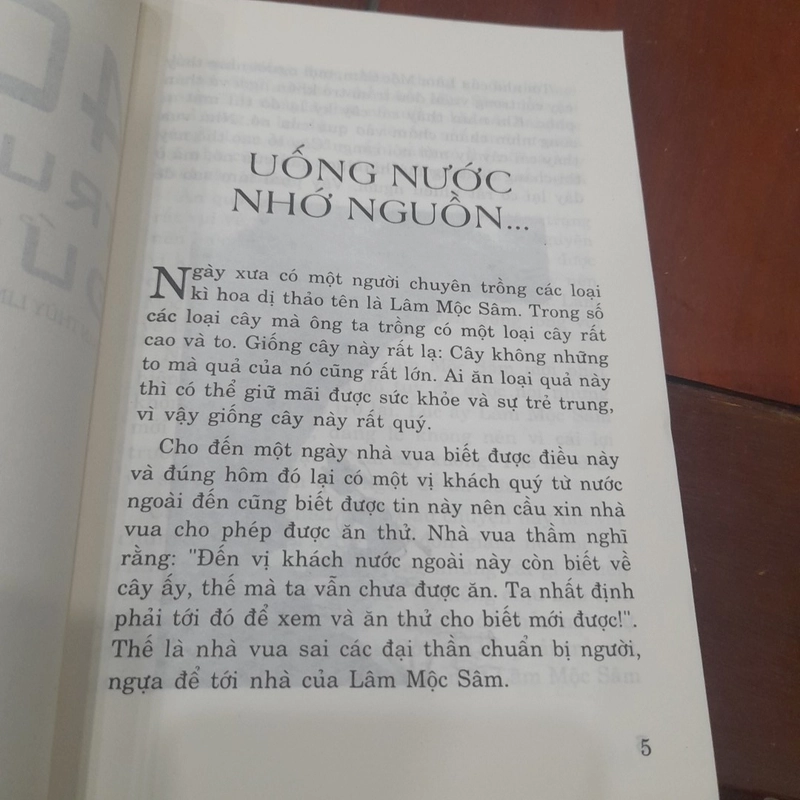 UỐNG NƯỚC
NHỚ NGUỒN...
Ngày xưa có một người chuyên trồng các loại
kì hoa dị thảo tên là Lâm Mộc Sâm. Trong số
các loại cây mà ông ta trồng có một loại cây rất
cao và to. Giống cây này rất lạ: Cây không những
to mà quả của nó cũng rất lớn. Ai ăn loại quả này
thì có thể giữ mãi được sức khỏe và sự trẻ trung,
vì vậy giống cây này rất quý.
Cho đến một ngày nhà vua biết được điều này
và đúng hôm đó lại có một vị khách quý từ nước
ngoài đến cũng biết được tin này nên cầu xin nhà
vua cho phép được ăn thử. Nhà vua thầm nghĩ
rằng: "Đến vị khách nước ngoài này còn biết về
cây ấy, thế mà ta vẫn chưa được ăn. Ta nhất định
phải tới đó để xem và ăn thử cho biết mới được!".
Thế là nhà vua sai các đại thần chuẩn bị người,
ngựa để tới nhà của Lâm Mộc Sâm.
5